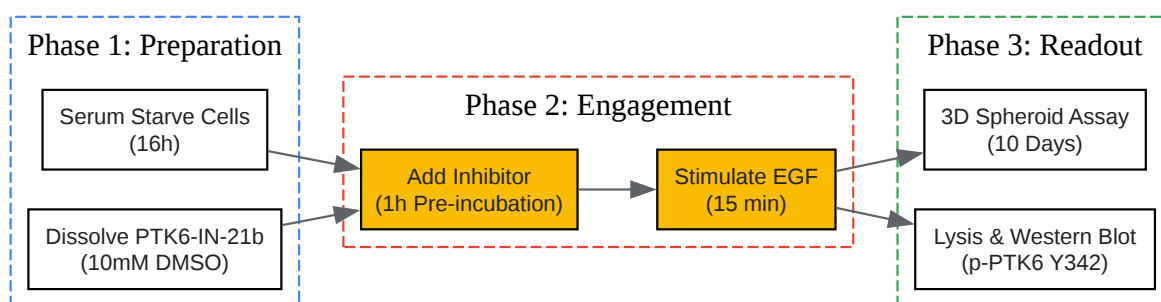 Phase 1: Preparation
Serum Starve Cells
(16h)
Dissolve PTK6-IN-21b
(10mM DMSO)
Phase 2: Engagement
Add Inhibitor
(1h Pre-incubation)
Stimulate EGF
(15 min)
Phase 3: Readout
3D Spheroid Assay
(10 Days)
Lysis & Western Blot
(p-PTK6 Y342)